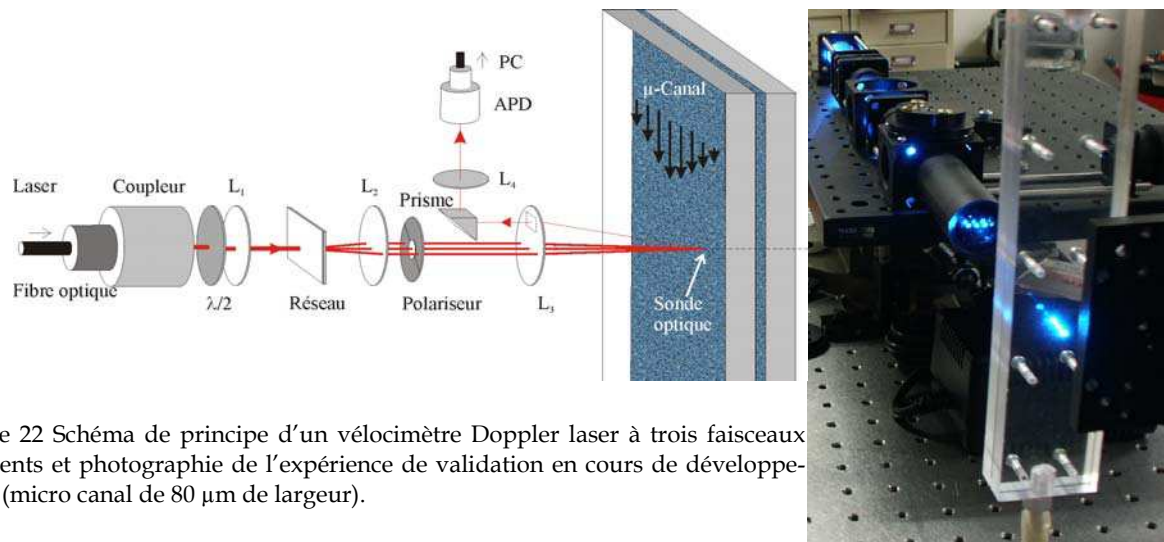 PC
APD
μ-Canal
Laser
Coupleur
L₁
L₂
Prisme
L₄
Fibre optique
λ/2
Réseau
Polariseur
L₃
Sonde
optique
e 22 Schéma de principe d’un vélocimètre Doppler laser à trois faisceaux
ents et photographie de l’expérience de validation en cours de développe-
(micro canal de 80 µm de largeur).